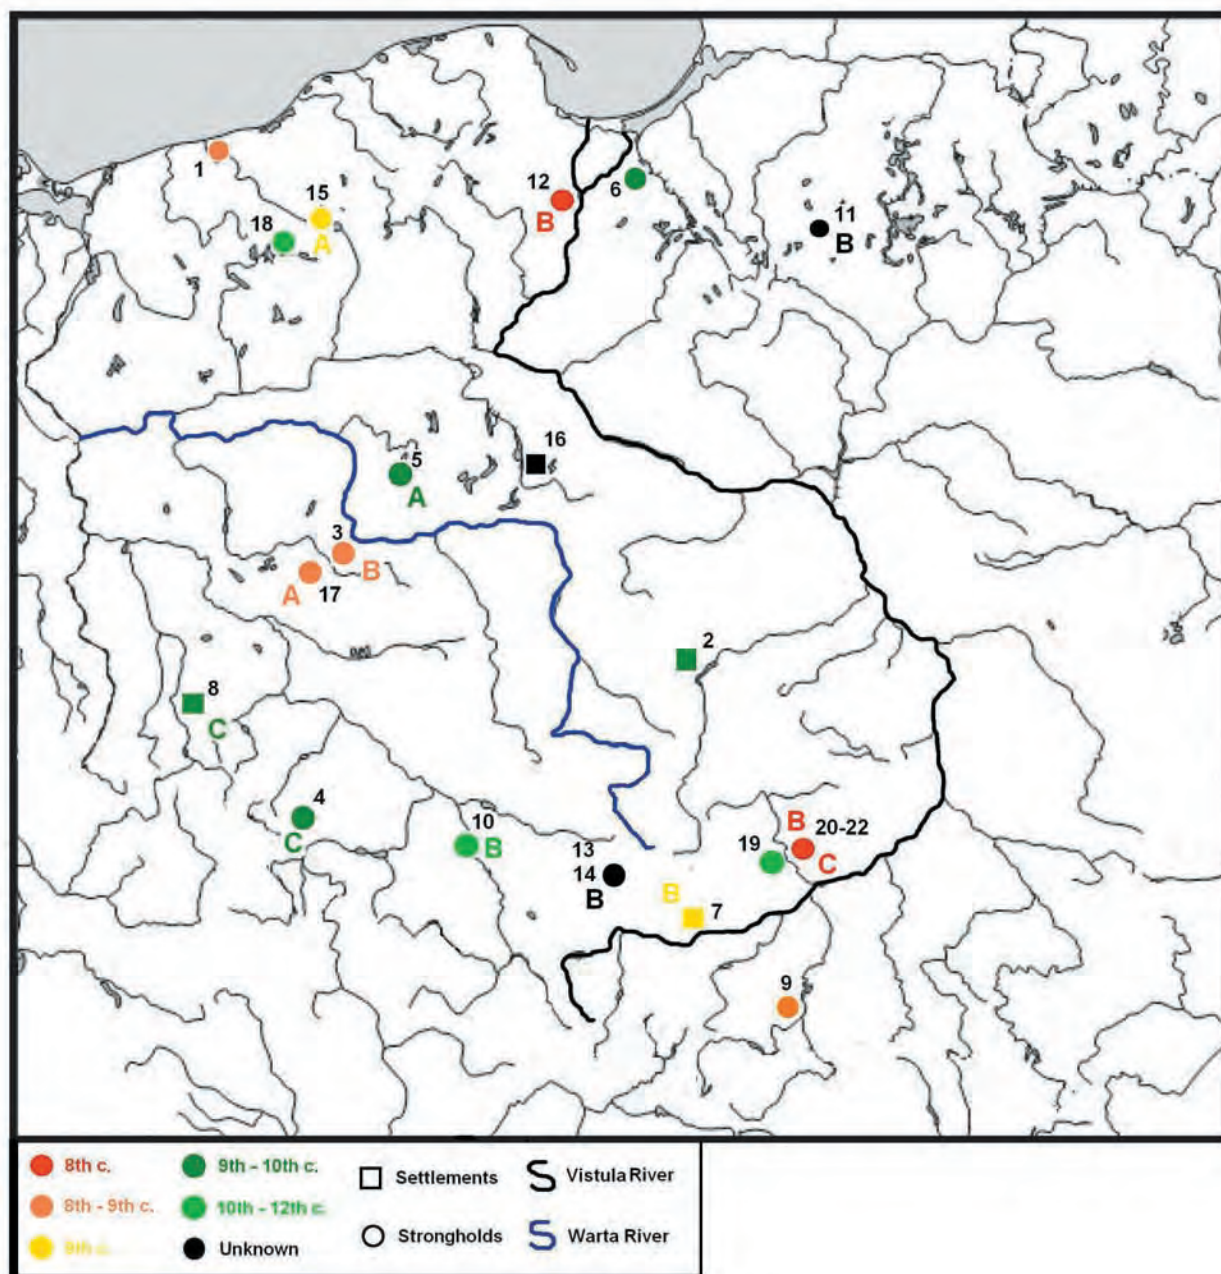 1
15
A
18
12
B
6
11
B
5
A
16
3
B
A
17
2
8
C
4
C
10
B
13
14
B
B
7
19
B
20-22
C
9
8th c.
9th - 10th c.
Settlements
Vistula River
8th - 9th c.
10th - 12th c.
Strongholds
Warta River
9th c.
Unknown